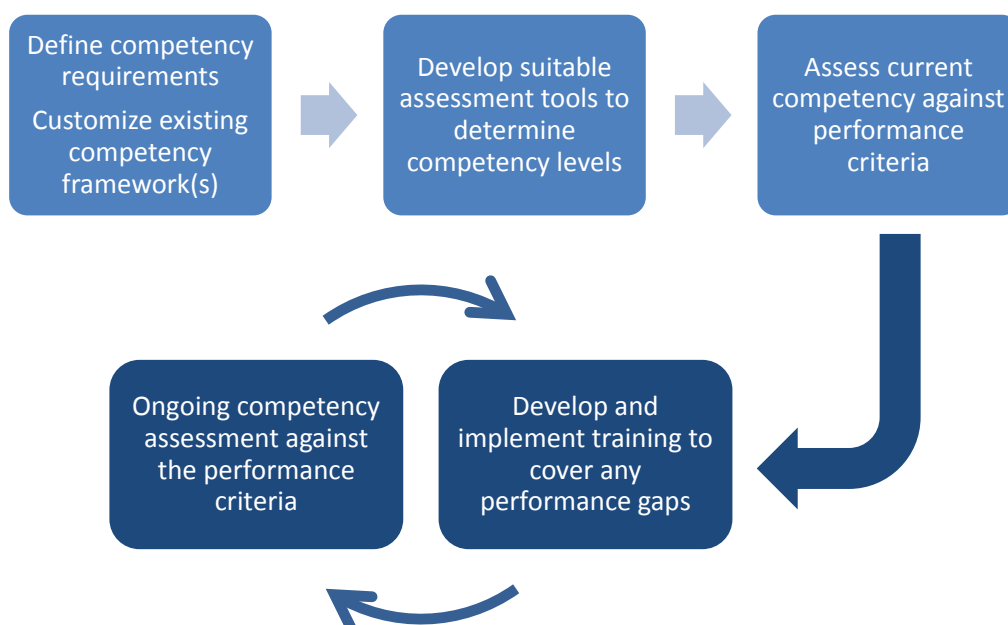 Define competency
requirements
Customize existing
competency
framework(s)
Develop suitable
assessment tools to
determine
competency levels
Assess current
competency against
performance
criteria
Ongoing competency
assessment against
the performance
criteria
Develop and
implement training to
cover any
performance gaps